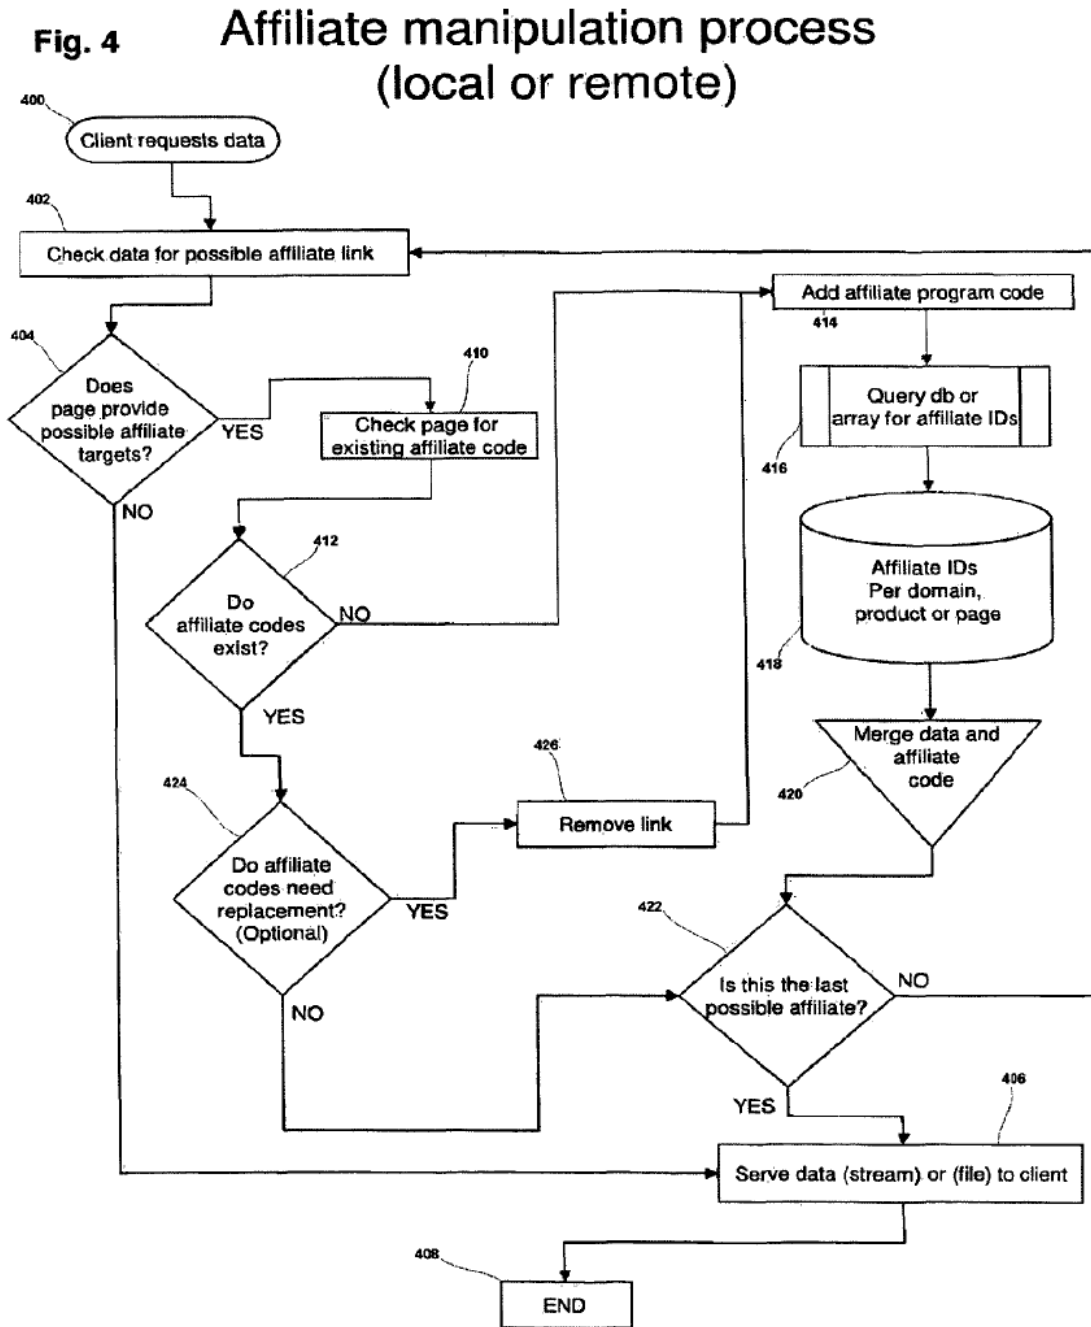 Fig. 4
Affiliate manipulation process
(local or remote)
400
Client requests data
402
Check data for possible affiliate link
404
Does
page provide
possible affiliate
targets?
YES
NO
410
Check page for
existing affiliate code
412
Do
affiliate codes
exist?
NO
YES
Add affiliate program code
414
Query db or
array for affiliate IDs
416
Affiliate IDs
Per domain,
product or page
418
Merge data and
affiliate
code
420
424
Do affiliate
codes need
replacement?
(Optional)
YES
NO
426
Remove link
422
Is this the last
possible affiliate?
NO
YES
406
Serve data (stream) or (file) to client
408
END